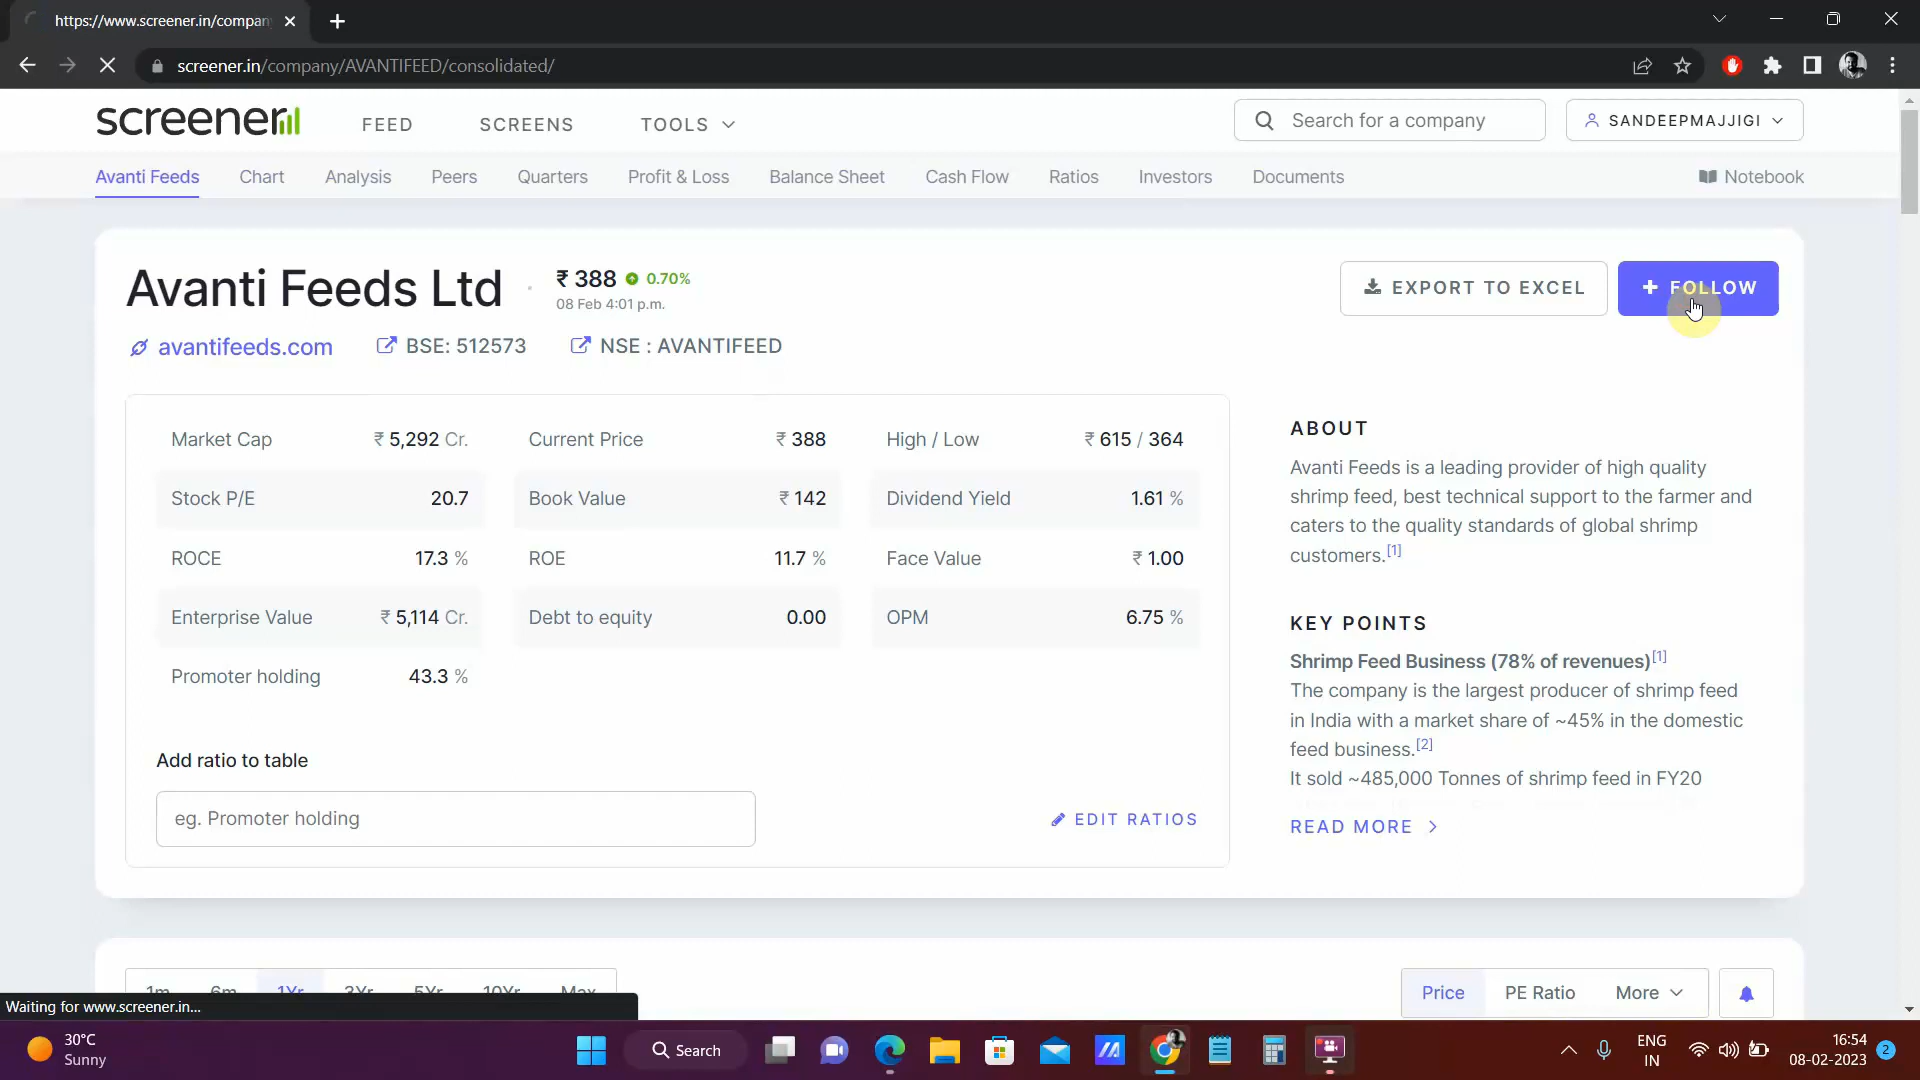 https://www.screener.in/compan
screener.in/company/AVANTIFEED/consolidated/
screener
FEED
SCREENS
TOOLS
Search for a company
SANDEEPMAJJIGI
Avanti Feeds
Chart
Analysis
Peers
Quarters
Profit & Loss
Balance Sheet
Cash Flow
Ratios
Investors
Documents
Notebook
Avanti Feeds Ltd
₹ 388 0.70%
08 Feb 4:01 p.m.
EXPORT TO EXCEL
+ FOLLOW
avantifeeds.com
BSE: 512573
NSE : AVANTIFEED
Market Cap ₹ 5,292 Cr.
Current Price ₹ 388
High / Low ₹ 615 / 364
Stock P/E 20.7
Book Value ₹ 142
Dividend Yield 1.61 %
ROCE 17.3 %
ROE 11.7 %
Face Value ₹ 1.00
Enterprise Value ₹ 5,114 Cr.
Debt to equity 0.00
OPM 6.75 %
Promoter holding 43.3 %
Add ratio to table
eg. Promoter holding
EDIT RATIOS
ABOUT
Avanti Feeds is a leading provider of high quality
shrimp feed, best technical support to the farmer and
caters to the quality standards of global shrimp
customers.[1]
KEY POINTS
Shrimp Feed Business (78% of revenues)[1]
The company is the largest producer of shrimp feed
in India with a market share of ~45% in the domestic
feed business.[2]
It sold ~485,000 Tonnes of shrimp feed in FY20
READ MORE
1m 6m 1Yr 3Yr 5Yr 10Yr Max
Price
PE Ratio
More
Waiting for www.screener.in...
30°C
Sunny
Search
ENG
IN
16:54
08-02-2023
2